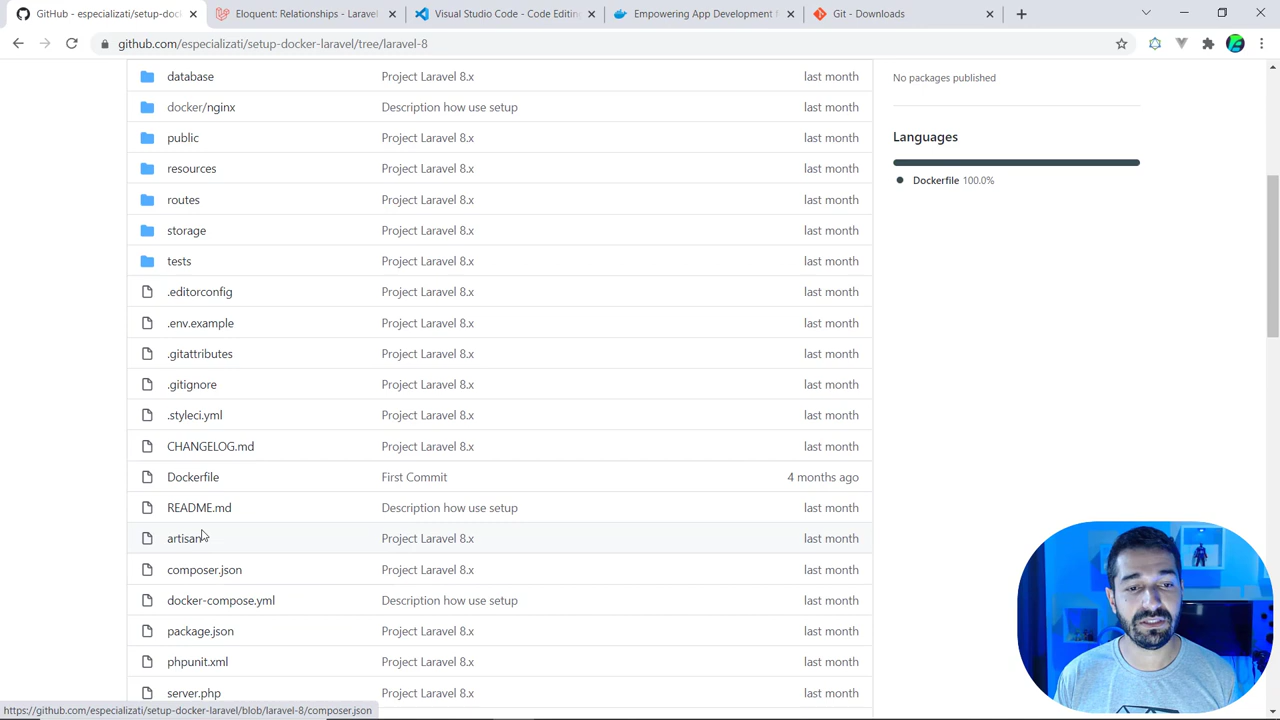 GitHub - especializati/setup-doc
Eloquent: Relationships - Laravel
Visual Studio Code - Code Editing
Empowering App Development f
Git - Downloads
github.com/especializati/setup-docker-laravel/tree/laravel-8
database Project Laravel 8.x last month
docker/nginx Description how use setup last month
public Project Laravel 8.x last month
resources Project Laravel 8.x last month
routes Project Laravel 8.x last month
storage Project Laravel 8.x last month
tests Project Laravel 8.x last month
.editorconfig Project Laravel 8.x last month
.env.example Project Laravel 8.x last month
.gitattributes Project Laravel 8.x last month
.gitignore Project Laravel 8.x last month
.styleci.yml Project Laravel 8.x last month
CHANGELOG.md Project Laravel 8.x last month
Dockerfile First Commit 4 months ago
README.md Description how use setup last month
artisan Project Laravel 8.x last month
composer.json Project Laravel 8.x last month
docker-compose.yml Description how use setup last month
package.json Project Laravel 8.x last month
phpunit.xml Project Laravel 8.x last month
server.php Project Laravel 8.x last month
No packages published
Languages
Dockerfile 100.0%
https://github.com/especializati/setup-docker-laravel/blob/laravel-8/composer.json